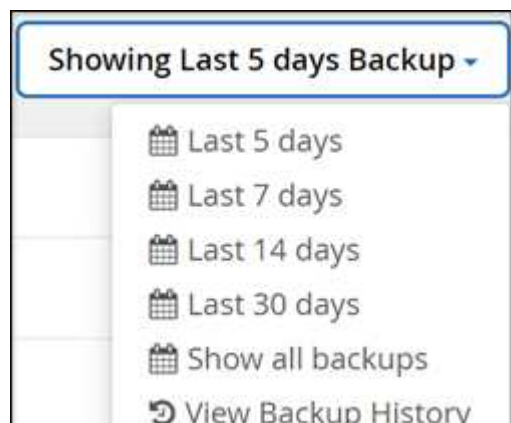 Showing Last 5 days Backup
Last 5 days
Last 7 days
Last 14 days
Last 30 days
Show all backups
View Backup History